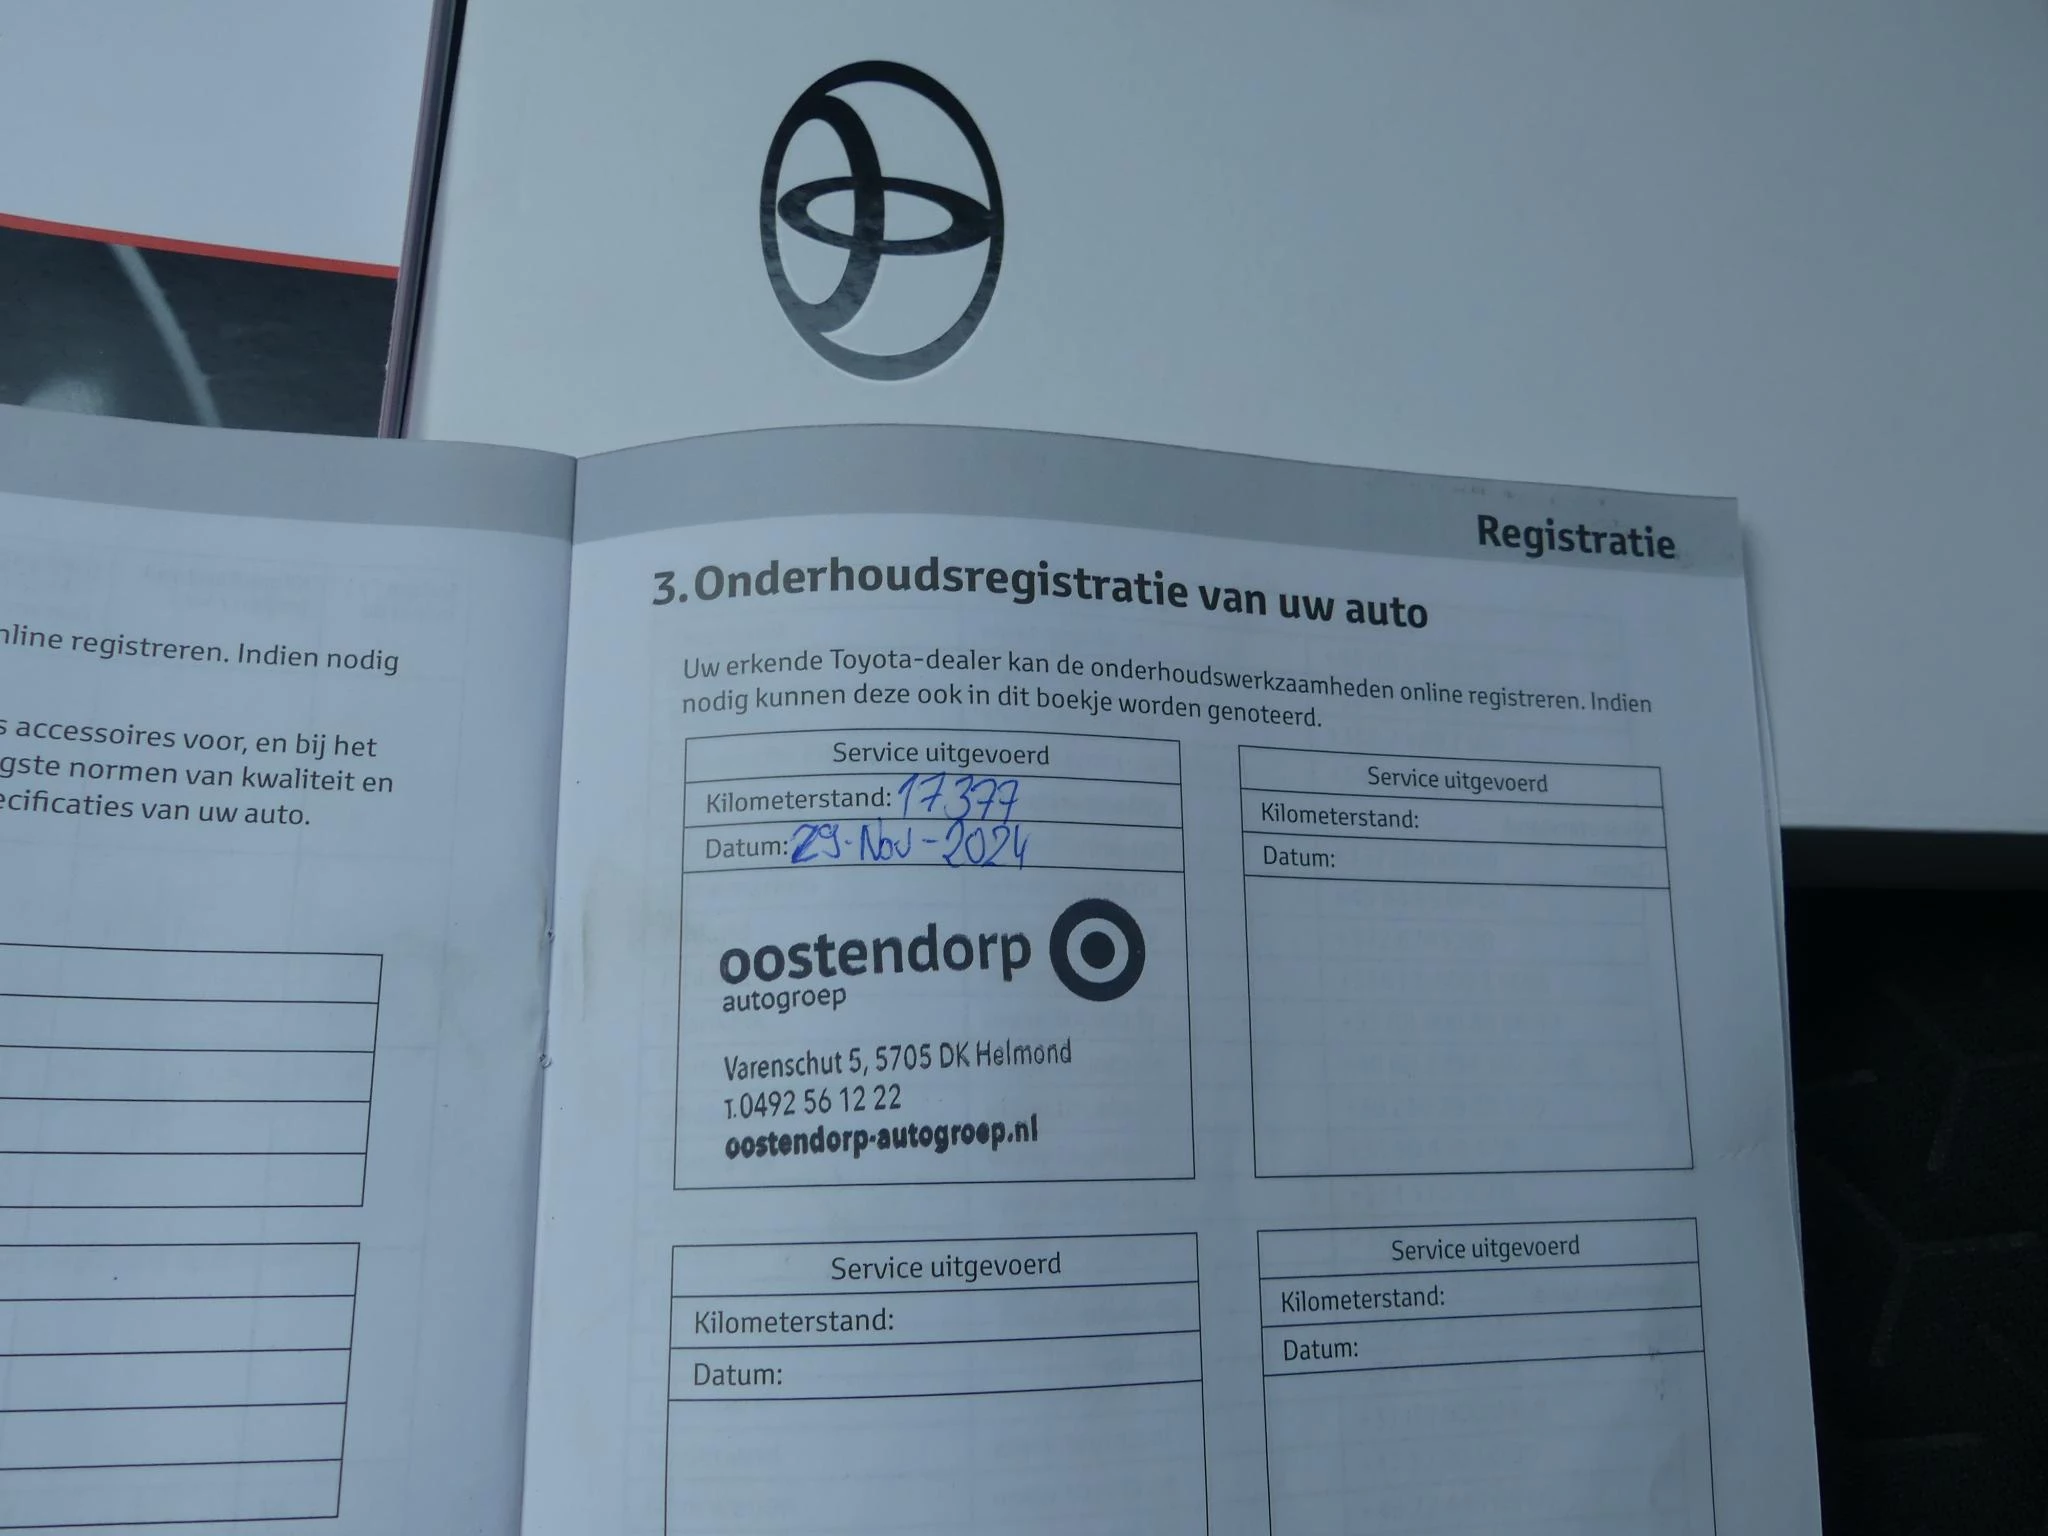 nline registreren. Indien nodig
s accessoires voor, en bij het
gste normen van kwaliteit en
ecificaties van uw auto.
Registratie
3. Onderhoudsregistratie van uw auto
Uw erkende Toyota-dealer kan de onderhoudswerkzaamheden online registreren. Indien
nodig kunnen deze ook in dit boekje worden genoteerd.
Service uitgevoerd
Kilometerstand: 17377
Datum: 29-Nov-2024
oostendorp
autogroep
Varenschut 5, 5705 DK Helmond
T.0492 56 12 22
oostendorp-autogroep.nl
Service uitgevoerd
Kilometerstand:
Datum:
Service uitgevoerd
Kilometerstand:
Datum:
Service uitgevoerd
Kilometerstand:
Datum: